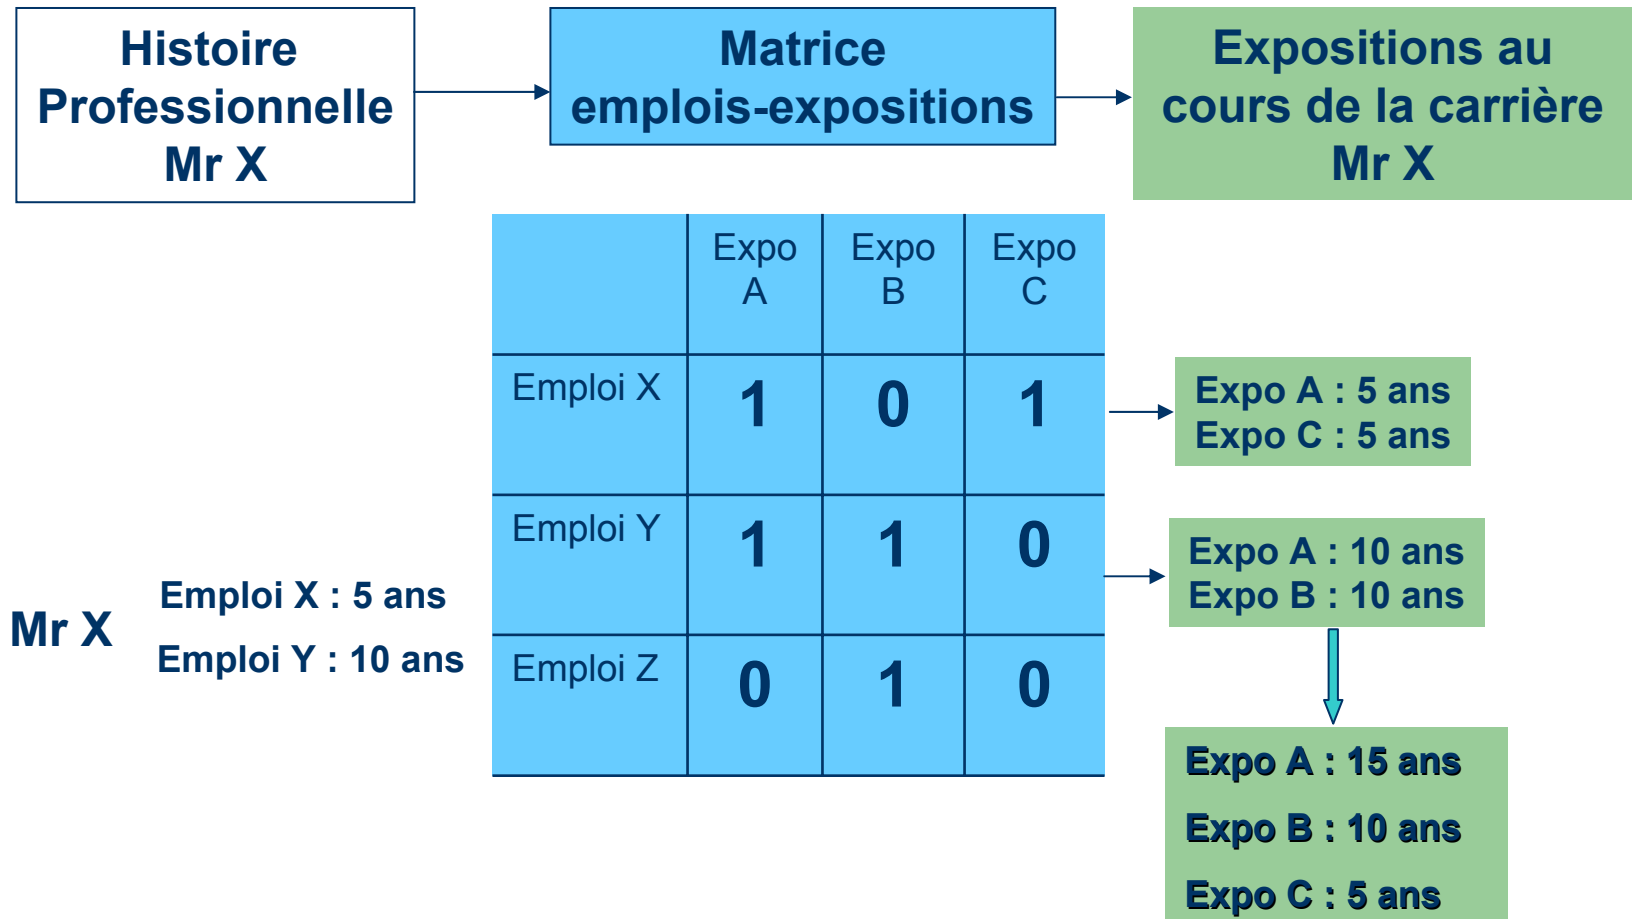 Histoire
Professionnelle
Mr X
Matrice
emplois-expositions
Expositions au
cours de la carrière
Mr X
Expo
A
Expo
B
Expo
C
Emploi X
1
0
1
Expo A : 5 ans
Expo C : 5 ans
Emploi Y
1
1
0
Expo A : 10 ans
Expo B : 10 ans
Mr X
Emploi X : 5 ans
Emploi Y : 10 ans
Emploi Z
0
1
0
Expo A : 15 ans
Expo B : 10 ans
Expo C : 5 ans